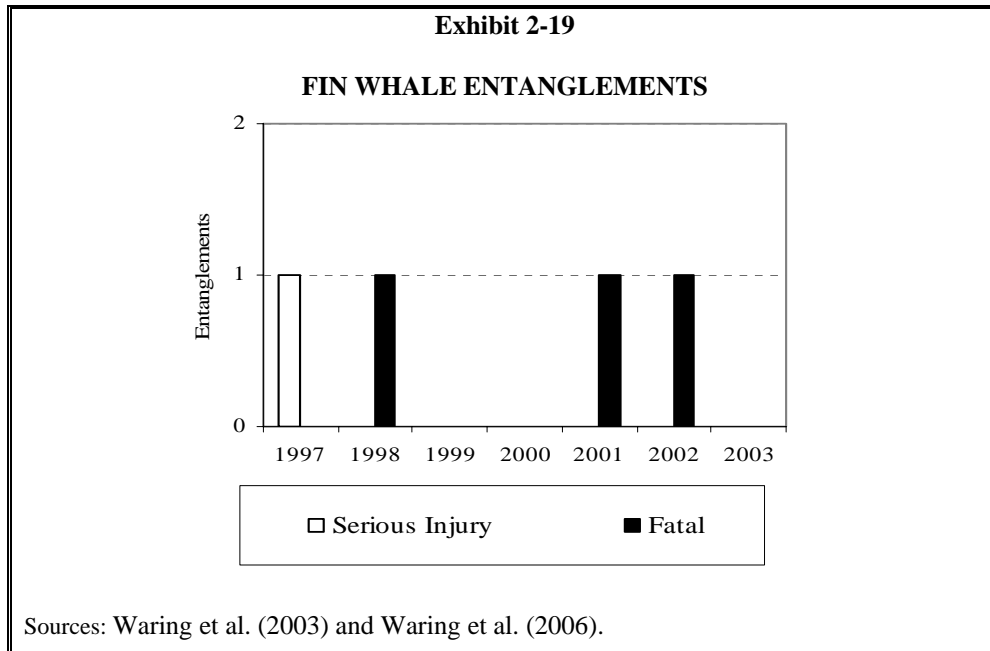 Exhibit 2-19
FIN WHALE ENTANGLEMENTS
2
1
0
Entanglements
1997 1998 1999 2000 2001 2002 2003
Serious Injury Fatal
Sources: Waring et al. (2003) and Waring et al. (2006).